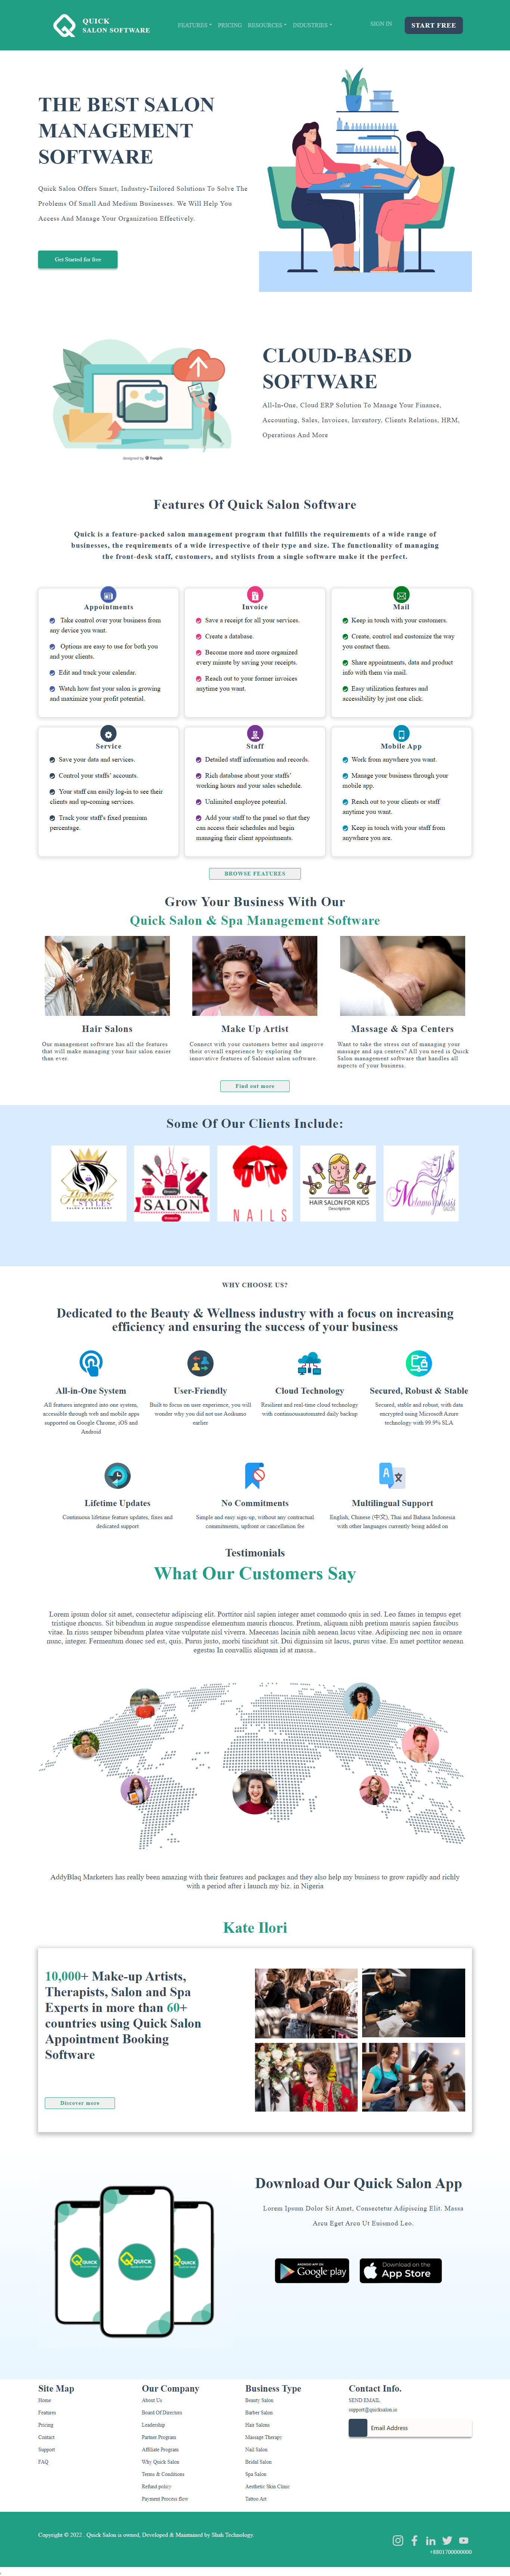 QUICK
SALON SOFTWARE
FEATURES
PRICING
RESOURCES
INDUSTRIES
SIGN IN
START FREE
THE BEST SALON
MANAGEMENT
SOFTWARE
Quick Salon Offers Smart, Industry-Tailored Solutions To Solve The
Problems Of Small And Medium Businesses. We Will Help You
Access And Manage Your Organization Effectively.
Get Started for free
CLOUD-BASED
SOFTWARE
All-In-One, Cloud ERP Solution To Manage Your Finance,
Accounting, Sales, Invoices, Inventory, Clients Relations, HRM,
Operations And More
designed by freepik
Features Of Quick Salon Software
Quick is a feature-packed salon management program that fulfills the requirements of a wide range of
businesses, the requirements of a wide irrespective of their type and size. The functionality of managing
the front-desk staff, customers, and stylists from a single software make it the perfect.
Appointments
Take control over your business from
any device you want.
Options are easy to use for both you
and your clients.
Edit and track your calendar.
Watch how fast your salon is growing
and maximize your profit potential.
Invoice
Save a receipt for all your services.
Create a database.
Become more and more organized
every minute by saving your receipts.
Reach out to your former invoices
anytime you want.
Mail
Keep in touch with your customers.
Create, control and customize the way
you contact them.
Share appointments, data and product
info with them via mail.
Easy utilization features and
accessibility by just one click.
Service
Save your data and services.
Control your staffs' accounts.
Your staff can easily log-in to see their
clients and up-coming services.
Track your staff's fixed premium
percentage.
Staff
Detailed staff information and records.
Rich database about your staffs'
working hours and your sales schedule.
Unlimited employee potential.
Add your staff to the panel so that they
can access their schedules and begin
managing their client appointments.
Mobile App
Work from anywhere you want.
Manage your business through your
mobile app.
Reach out to your clients or staff
anytime you want.
Keep in touch with your staff from
anywhere you are.
BROWSE FEATURES
Grow Your Business With Our
Quick Salon & Spa Management Software
Hair Salons
Our management software has all the features
that will make managing your hair salon easier
than ever.
Make Up Artist
Connect with your customers better and improve
their overall experience by exploring the
innovative features of Salonist salon software.
Massage & Spa Centers
Want to take the stress out of managing your
massage and spa centers? All you need is Quick
Salon management software that handles all
aspects of your business.
Find out more
Some Of Our Clients Include:
STYLES
SALON
NAILS
HAIR SALON FOR KIDS
Description
Metamorphosis
WHY CHOOSE US?
Dedicated to the Beauty & Wellness industry with a focus on increasing
efficiency and ensuring the success of your business
All-in-One System
All features integrated into one system,
accessible through web and mobile apps
supported on Google Chrome, iOS and
Android
User-Friendly
Built to focus on user experience, you will
wonder why you did not use Aoikumo
earlier
Cloud Technology
Resilient and real-time cloud technology
with continuousautomated daily backup
Secured, Robust & Stable
Secured, stable and robust, with data
encrypted using Microsoft Azure
technology with 99.9% SLA
Lifetime Updates
Continuous lifetime feature updates, fixes and
dedicated support
No Commitments
Simple and easy sign-up, without any contractual
commitments, upfront or cancellation fee
Multilingual Support
English, Chinese (中文), Thai and Bahasa Indonesia
with other languages currently being added on
Testimonials
What Our Customers Say
Lorem ipsum dolor sit amet, consectetur adipiscing elit. Porttitor nisl sapien integer amet commodo quis in sed. Leo fames in tempus eget
tristique rhoncus. Sit bibendum in augue suspendisse elementum mauris rhoncus. Pretium, aliquam nibh pretium mauris sapien faucibus
vitae. In risus semper bibendum platea vitae vulputate nisl viverra. Maecenas lacinia nibh aenean lacus vitae. Adipiscing nec non in ornare
nunc, integer. Fermentum donec sed est, quis. Purus justo, morbi tincidunt sit. Dui dignissim sit lacus, purus vitae. Eu amet porttitor aenean
egestas In convallis aliquam id at massa..
AddyBlaq Marketers has really been amazing with their features and packages and they also help my business to grow rapidly and richly
with a period after i launch my biz. in Nigeria
Kate Ilori
10,000+ Make-up Artists,
Therapists, Salon and Spa
Experts in more than 60+
countries using Quick Salon
Appointment Booking
Software
Discover more
QUICK
QUICK
QUICK
Download Our Quick Salon App
Lorem Ipsum Dolor Sit Amet, Consectetur Adipiscing Elit. Massa
Arcu Eget Arcu Ut Euismod Leo.
ANDROID APP ON
Google play
Download on the
App Store
Site Map
Home
Features
Pricing
Contact
Support
FAQ
Our Company
About Us
Board Of Directors
Leadership
Partner Program
Affiliate Program
Why Quick Salon
Terms & Conditions
Refund policy
Payment Process flow
Business Type
Beauty Salon
Barber Salon
Hair Salons
Massage Therapy
Nail Salon
Bridal Salon
Spa Salon
Aesthetic Skin Clinic
Tattoo Art
Contact Info.
SEND EMAIL
support@quicksalon.io
Email Address
Copyright © 2022 . Quick Salon is owned, Developed & Maintained by Shah Technology.
+8801700000000